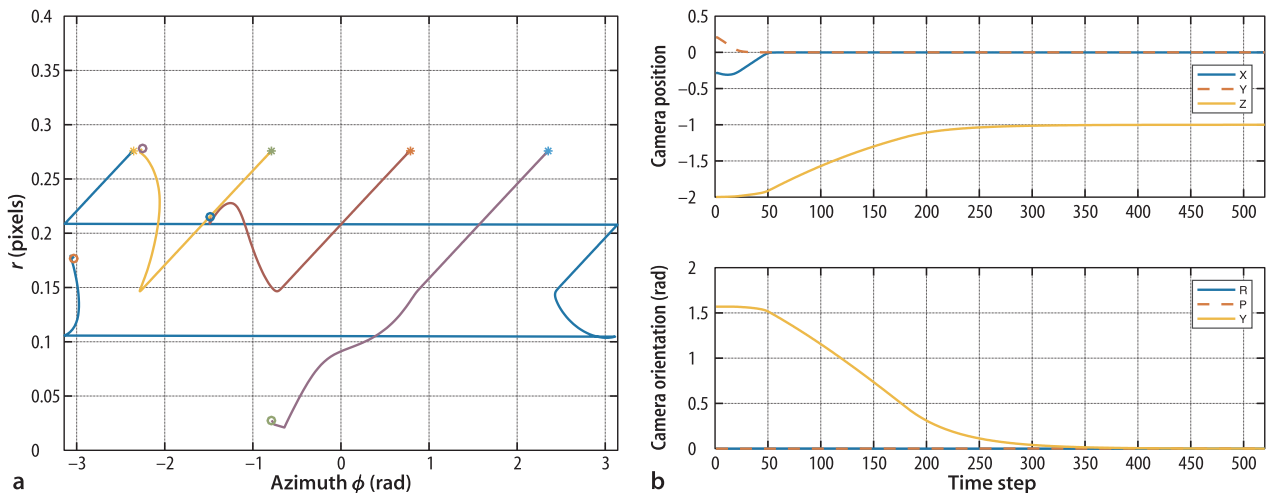 0.4
0.35
0.3
0.25
0.2
0.15
0.1
0.05
0
r (pixels)
−3 −2 −1 0 1 2 3
Azimuth ϕ (rad)
a
0.5
0
−0.5
−1
−1.5
−2
Camera position
X
Y
Z
0 50 100 150 200 250 300 350 400 450 500
2
1.5
1
0.5
0
Camera orientation (rad)
R
P
Y
0 50 100 150 200 250 300 350 400 450 500
Time step
b